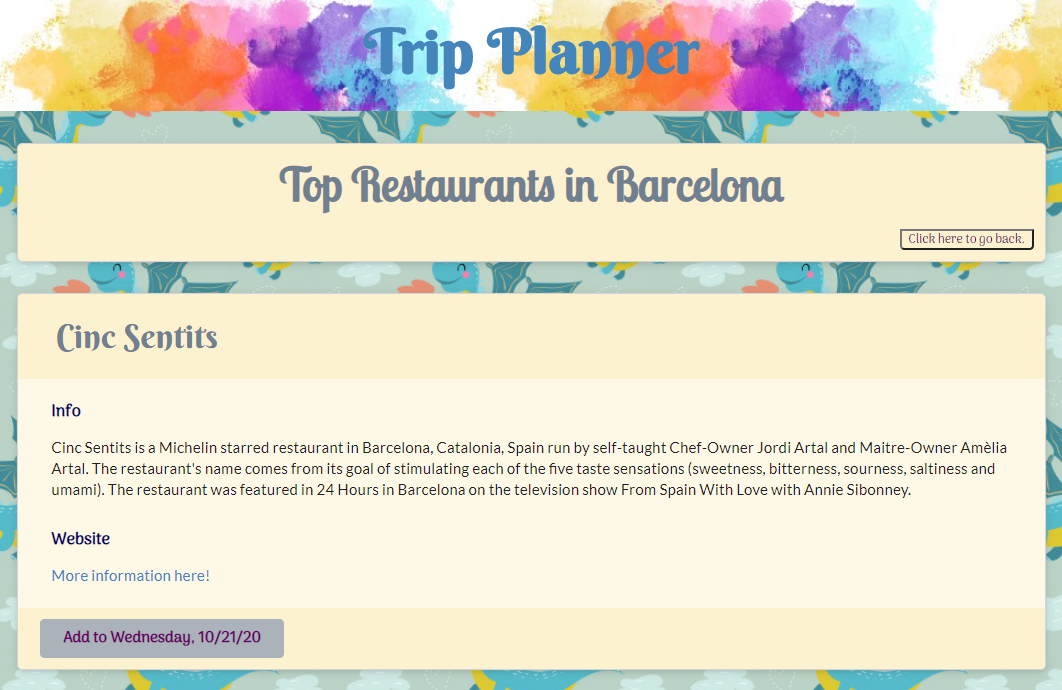 Trip Planner
Top Restaurants in Barcelona
Click here to go back.
Cinc Sentits
Info
Cinc Sentits is a Michelin starred restaurant in Barcelona, Catalonia, Spain run by self-taught Chef-Owner Jordi Artal and Maitre-Owner Amèlia
Artal. The restaurant's name comes from its goal of stimulating each of the five taste sensations (sweetness, bitterness, sourness, saltiness and
umami). The restaurant was featured in 24 Hours in Barcelona on the television show From Spain With Love with Annie Sibonney.
Website
More information here!
Add to Wednesday, 10/21/20